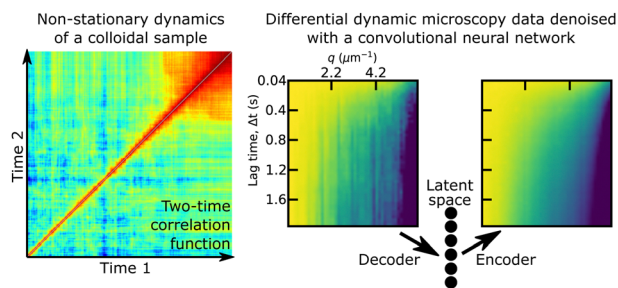 Non-stationary dynamics
of a colloidal sample
Time 2
Two-time
correlation
function
Time 1
Differential dynamic microscopy data denoised
with a convolutional neural network
q (μm⁻¹)
2.2 4.2
Lag time, Δt (s)
0.04
0.4
0.8
1.2
1.6
Latent
space
Decoder
Encoder